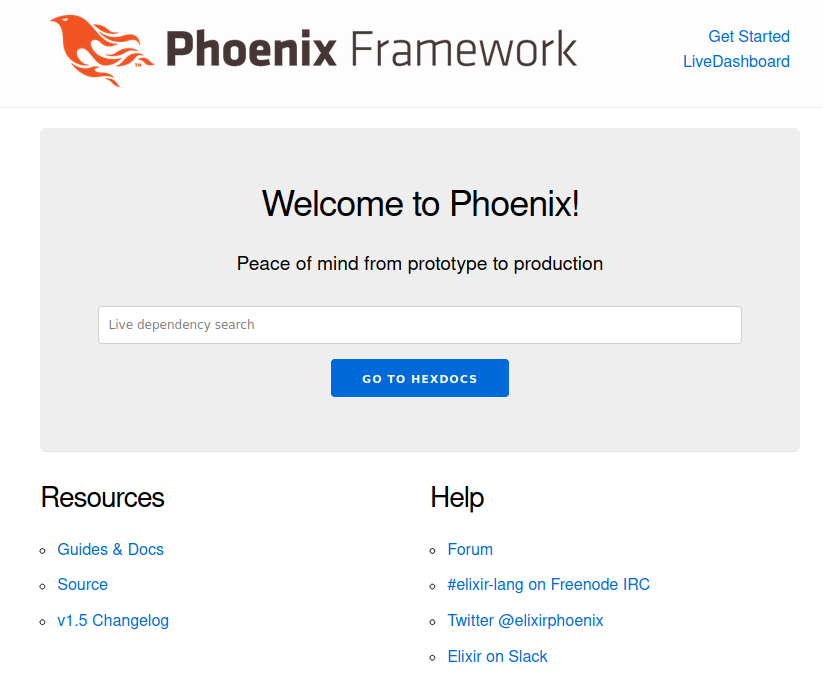 Phoenix Framework
TM
Get Started
LiveDashboard
Welcome to Phoenix!
Peace of mind from prototype to production
Live dependency search
GO TO HEXDOCS
Resources
Guides & Docs
Source
v1.5 Changelog
Help
Forum
#elixir-lang on Freenode IRC
Twitter @elixirphoenix
Elixir on Slack